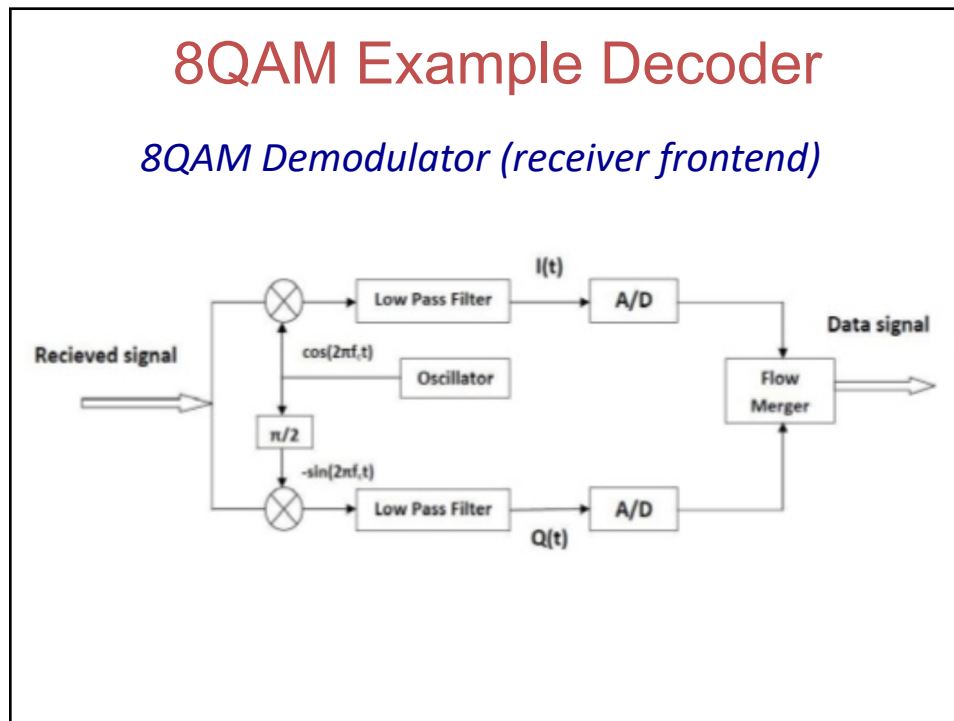 8QAM Example Decoder
8QAM Demodulator (receiver frontend)
I(t)
Low Pass Filter
A/D
Data signal
Recieved signal
cos(2πfct)
Oscillator
Flow
Merger
π/2
-sin(2πfct)
Low Pass Filter
A/D
Q(t)